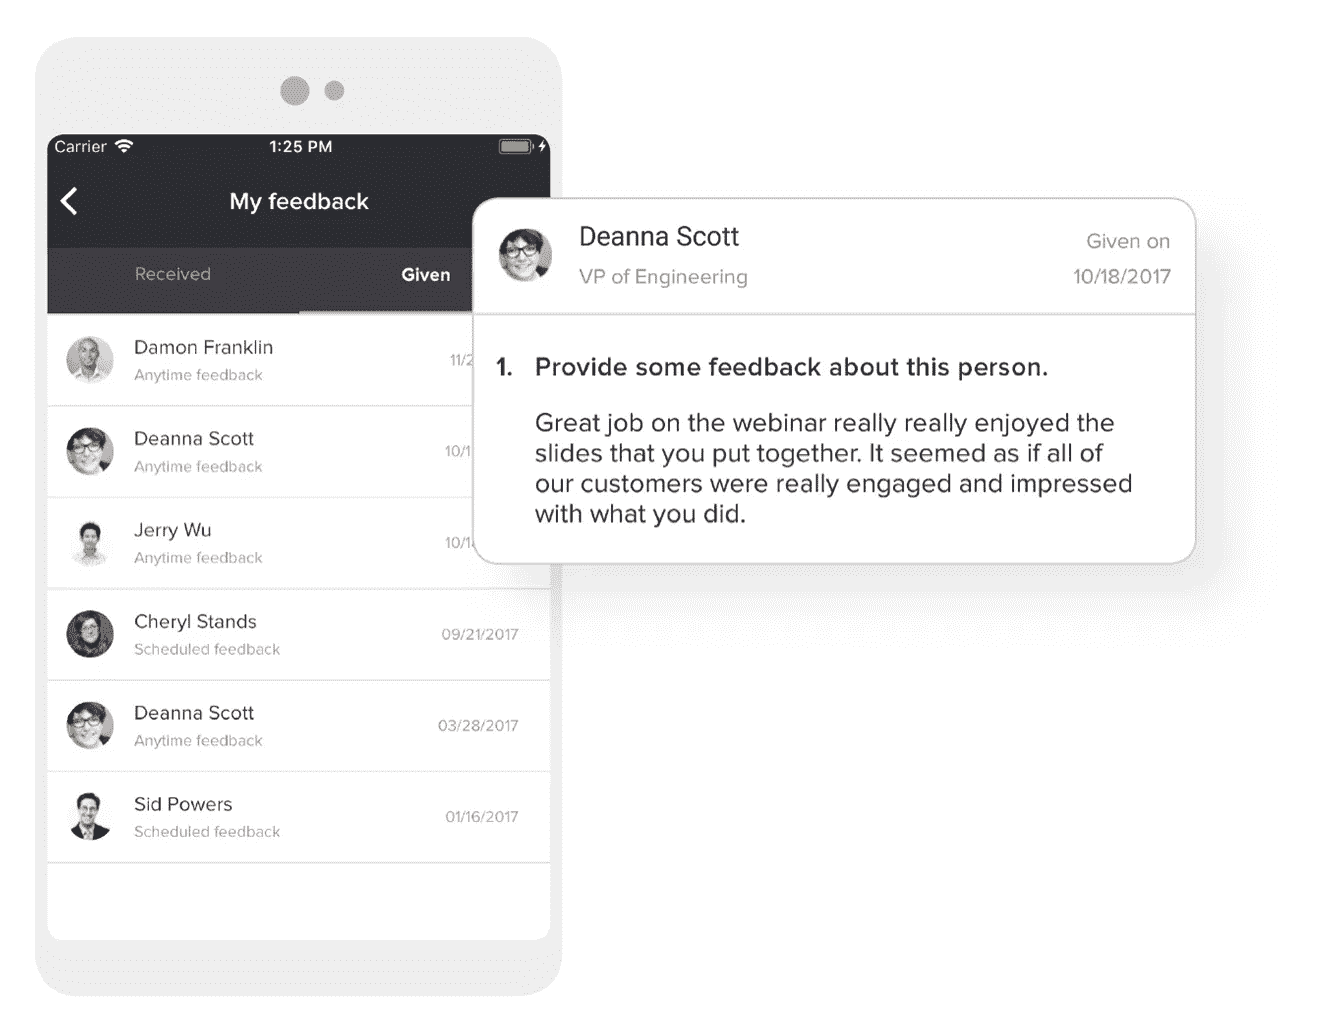 Carrier 1:25 PM
My feedback
Received Given
Damon Franklin
Anytime feedback
11/2
Deanna Scott
Anytime feedback
10/1
Jerry Wu
Anytime feedback
10/1
Cheryl Stands
Scheduled feedback
09/21/2017
Deanna Scott
Anytime feedback
03/28/2017
Sid Powers
Scheduled feedback
01/16/2017
Deanna Scott
VP of Engineering
Given on
10/18/2017
1. Provide some feedback about this person.
Great job on the webinar really really enjoyed the
slides that you put together. It seemed as if all of
our customers were really engaged and impressed
with what you did.